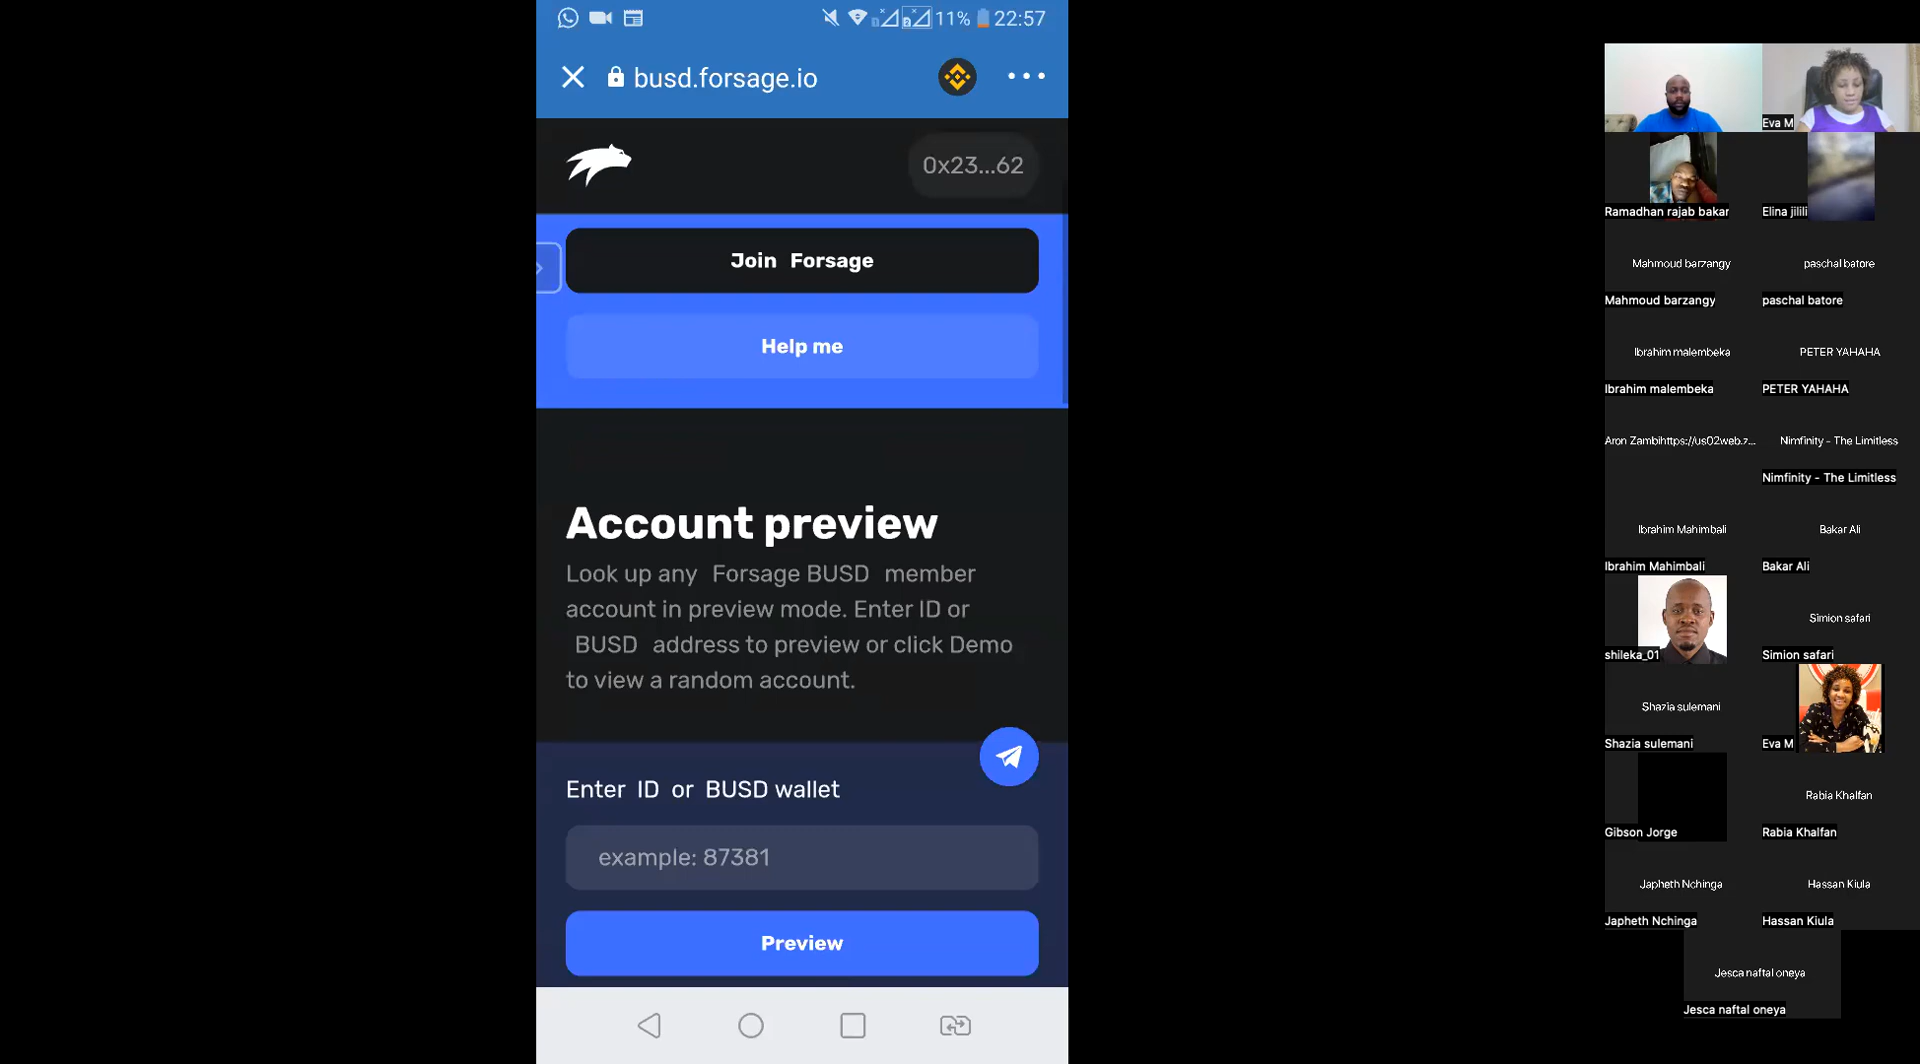 11% 22:57
busd.forsage.io
0x23...62
Join Forsage
Help me
Account preview
Look up any Forsage BUSD member
account in preview mode. Enter ID or
BUSD address to preview or click Demo
to view a random account.
Enter ID or BUSD wallet
example: 87381
Preview
Eva M
Ramadhan rajab bakar
Elina jilili
Mahmoud barzangy
paschal batore
Mahmoud barzangy
paschal batore
Ibrahim malembeka
PETER YAHAHA
Ibrahim malembeka
PETER YAHAHA
Aron Zambihttps://us02web.z...
Nimfinity - The Limitless
Nimfinity - The Limitless
Ibrahim Mahimbali
Bakar Ali
Ibrahim Mahimbali
Bakar Ali
Simion safari
shileka_01
Simion safari
Shazia sulemani
Shazia sulemani
Eva M
Rabia Khalfan
Gibson Jorge
Rabia Khalfan
Japheth Nchinga
Hassan Kiula
Japheth Nchinga
Hassan Kiula
Jesca naftal oneya
Jesca naftal oneya